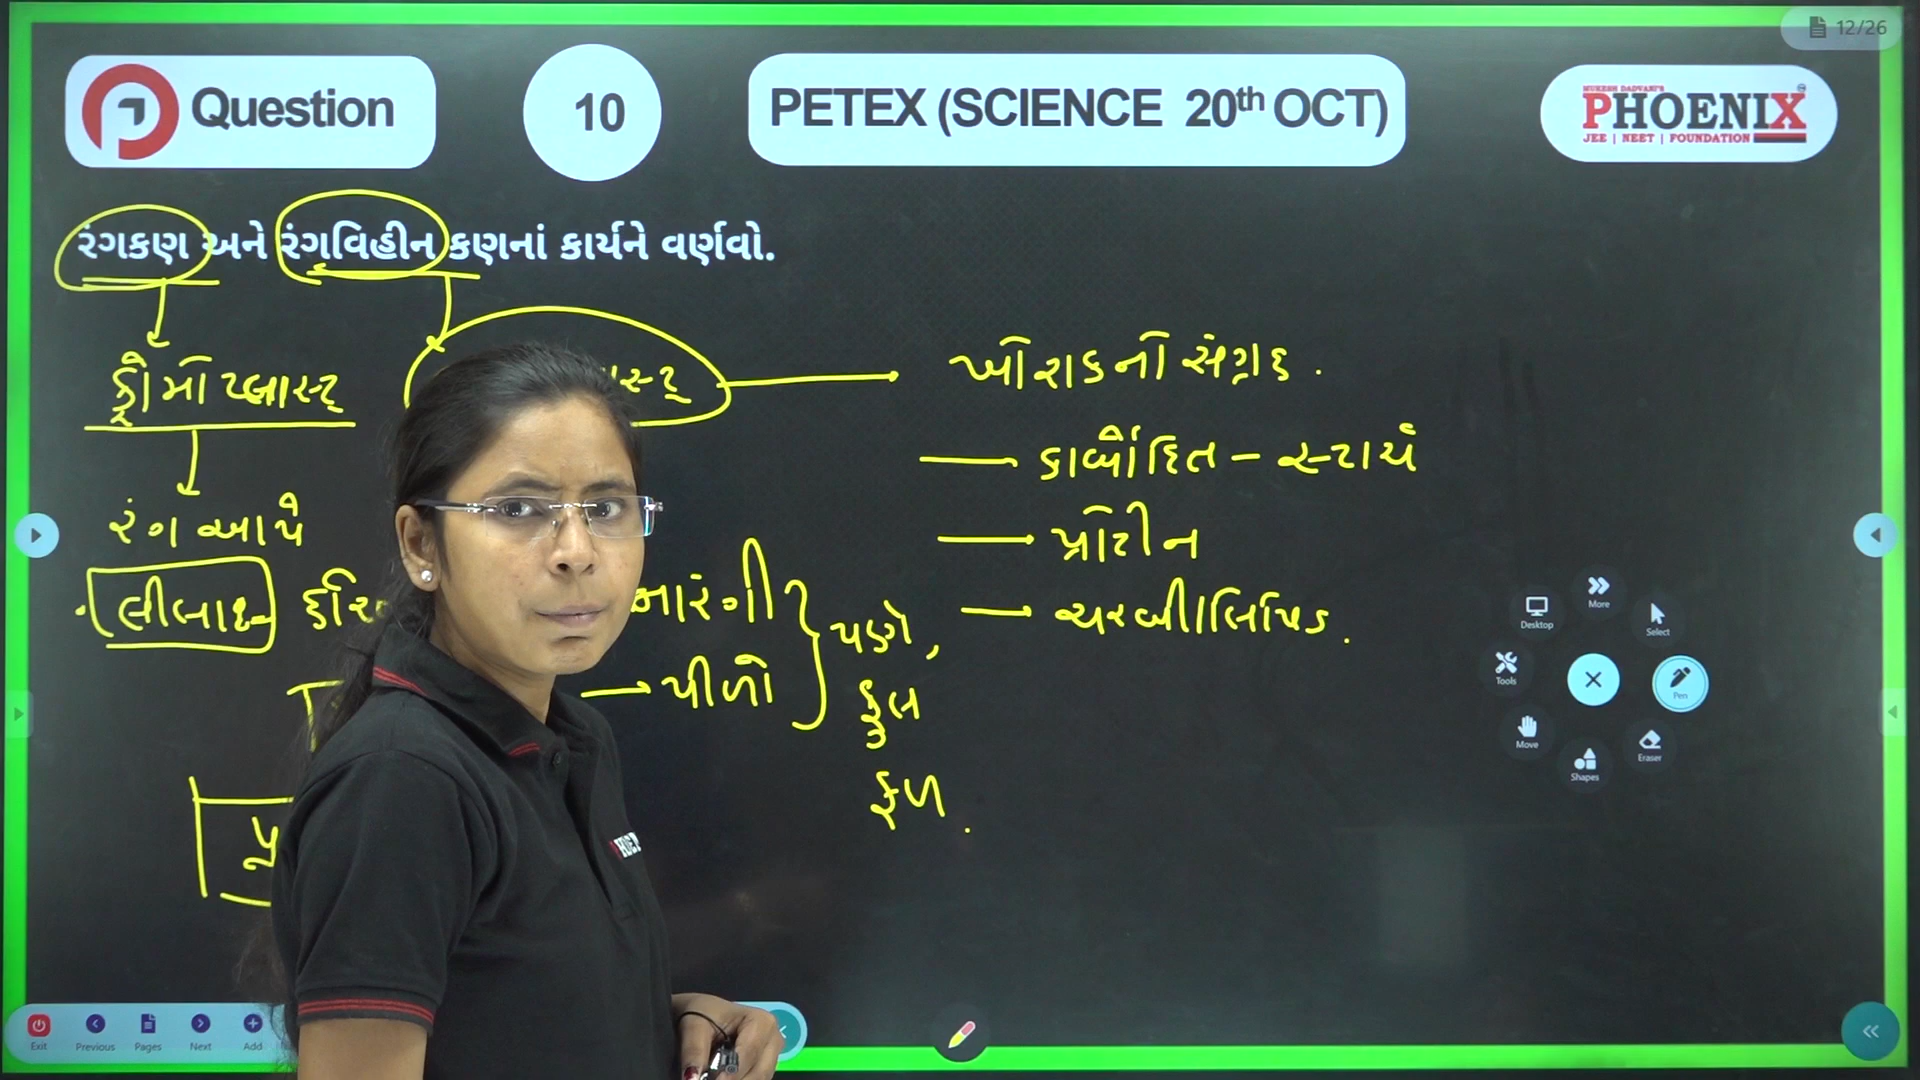 12/26
Question
10
PETEX (SCIENCE 20th OCT)
MUKESH DADVANI'S
PHOENIX
JEE | NEET | FOUNDATION
રંગકણ અને રંગવિહીન કણનાં કાર્યને વર્ણવો.
ખોરાકનો સંગ્રહ.
ક્રોમોપ્લાસ્ટ
કાર્બોદિત - સ્ટાર્ચ
રંગ આપે
પ્રોટીન
લીલા
નારંગી
પર્ણો,
ચરબી/લિપિડ.
પીળો
ફુલ
ફળ.
More
Desktop
Select
Tools
Pen
Move
Eraser
Shapes
Exit
Previous
Pages
Next
Add